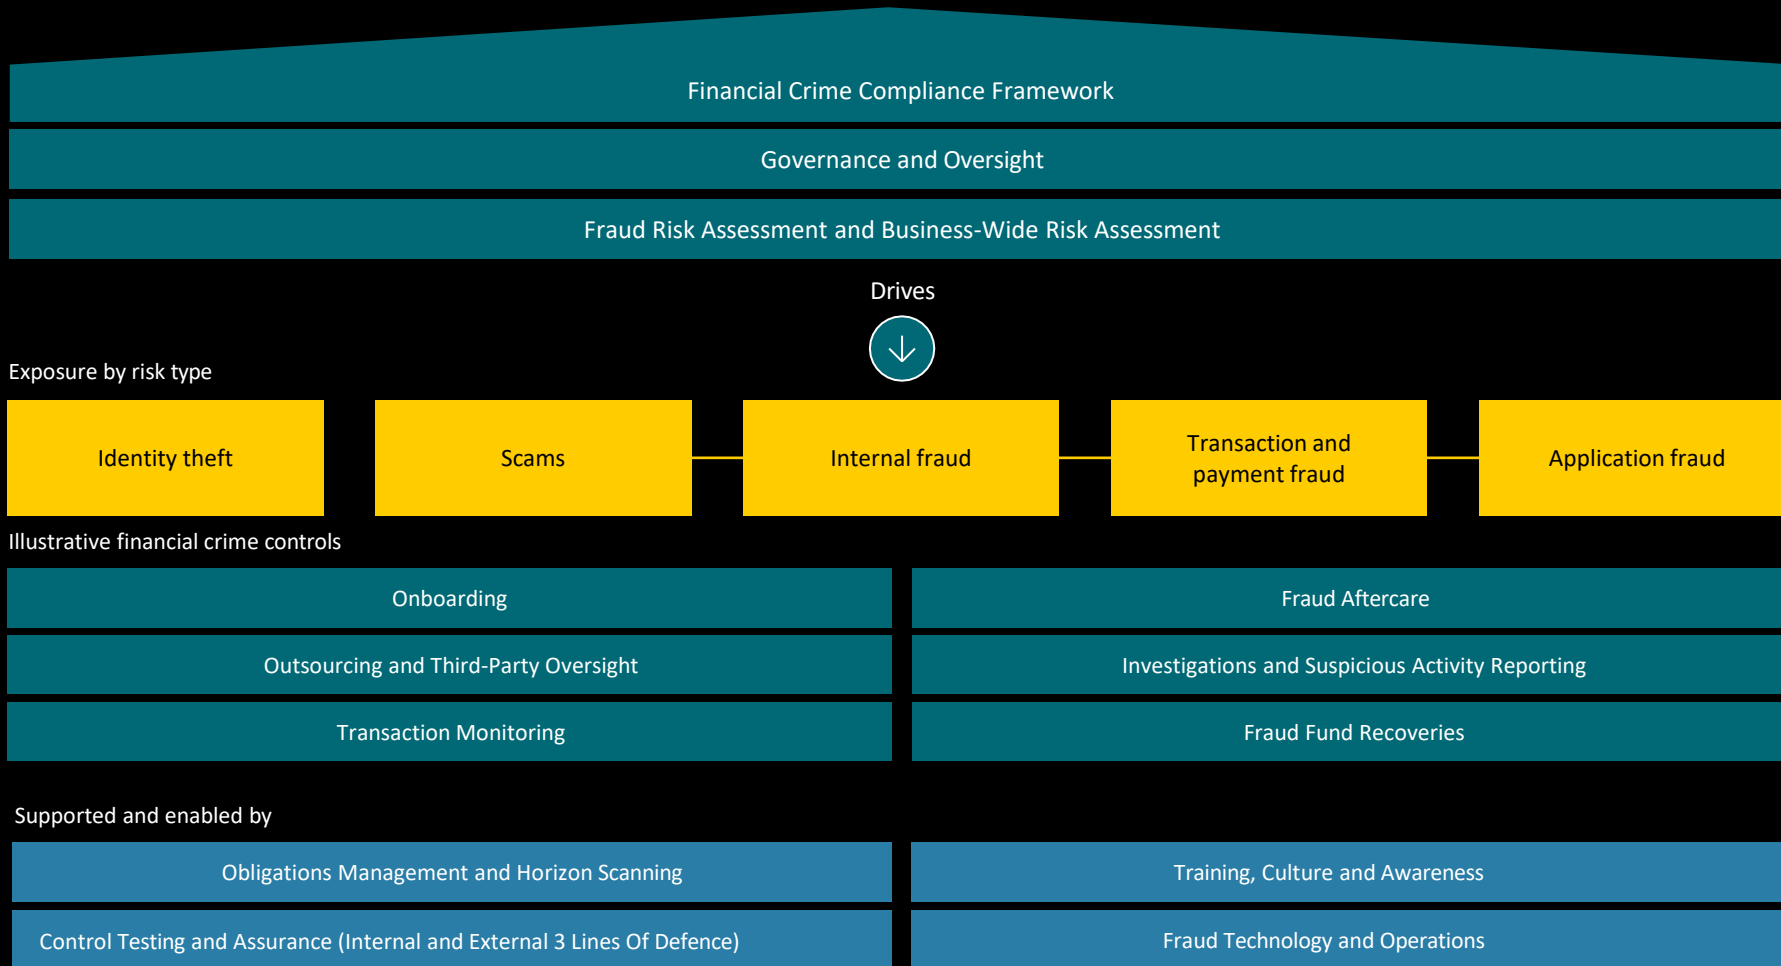 Financial Crime Compliance Framework
Governance and Oversight
Fraud Risk Assessment and Business-Wide Risk Assessment
Drives
Exposure by risk type
Identity theft
Scams
Internal fraud
Transaction and
payment fraud
Application fraud
Illustrative financial crime controls
Onboarding
Fraud Aftercare
Outsourcing and Third-Party Oversight
Investigations and Suspicious Activity Reporting
Transaction Monitoring
Fraud Fund Recoveries
Supported and enabled by
Obligations Management and Horizon Scanning
Training, Culture and Awareness
Control Testing and Assurance (Internal and External 3 Lines Of Defence)
Fraud Technology and Operations